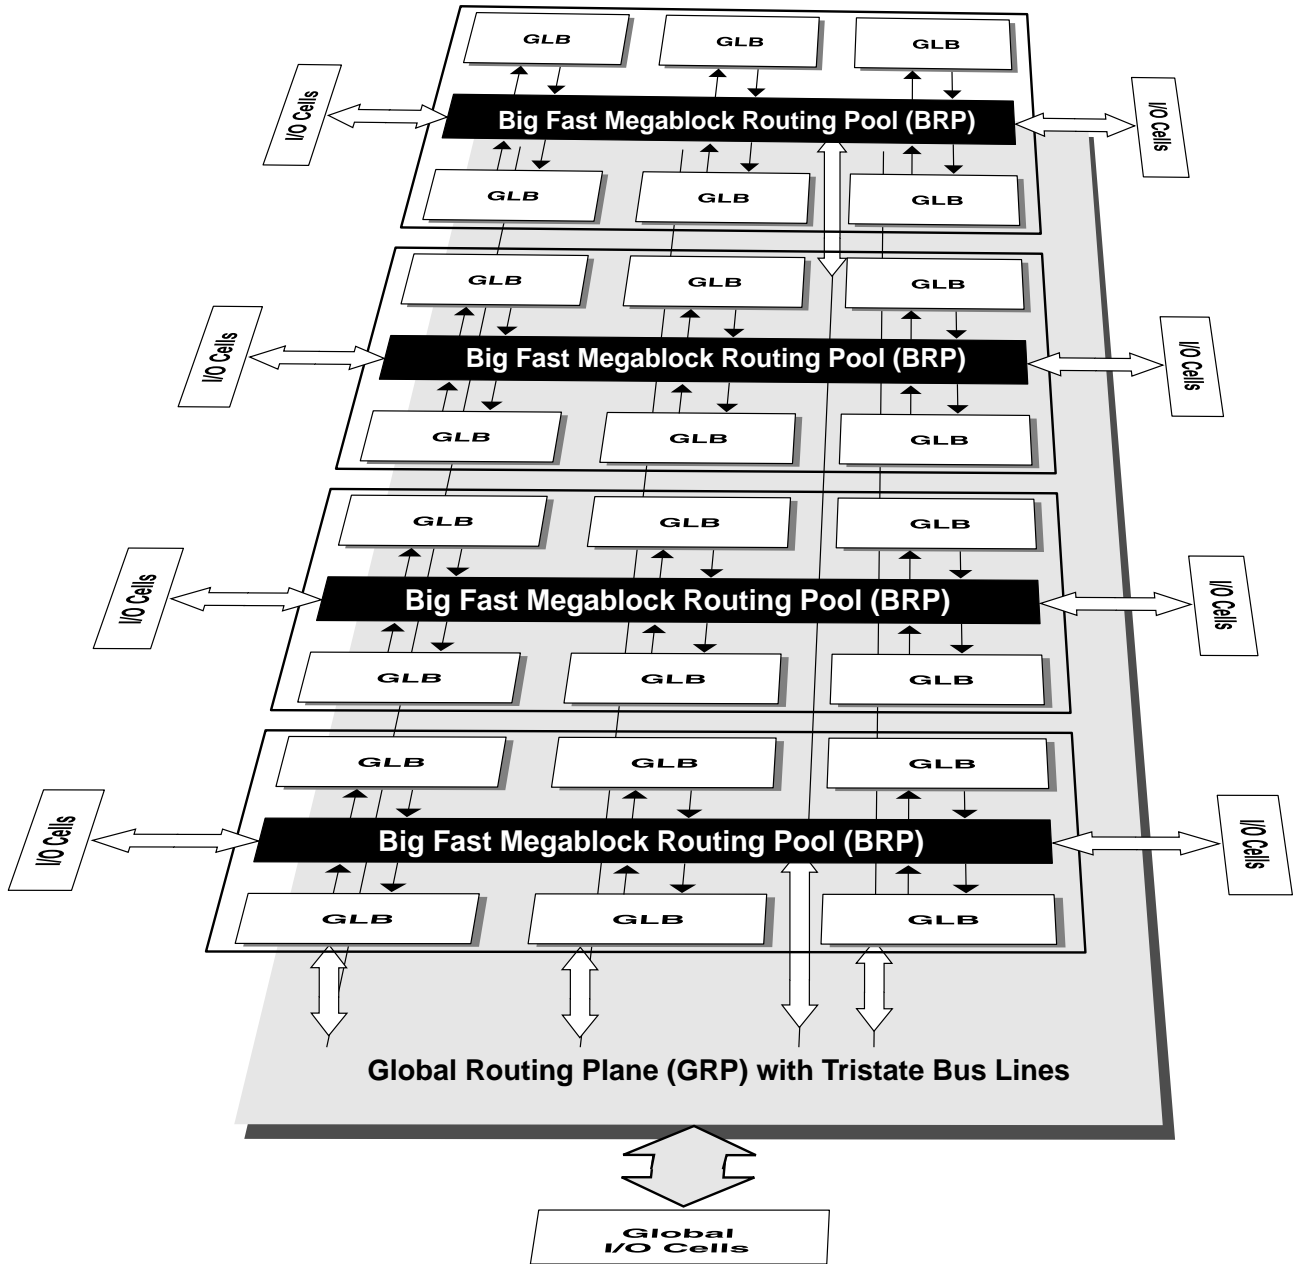 GLB
GLB
GLB
I/O Cells
Big Fast Megablock Routing Pool (BRP)
I/O Cells
GLB
GLB
GLB
GLB
GLB
GLB
I/O Cells
Big Fast Megablock Routing Pool (BRP)
I/O Cells
GLB
GLB
GLB
GLB
GLB
GLB
I/O Cells
Big Fast Megablock Routing Pool (BRP)
I/O Cells
GLB
GLB
GLB
GLB
GLB
GLB
I/O Cells
Big Fast Megablock Routing Pool (BRP)
I/O Cells
GLB
GLB
GLB
Global Routing Plane (GRP) with Tristate Bus Lines
Global
I/O Cells